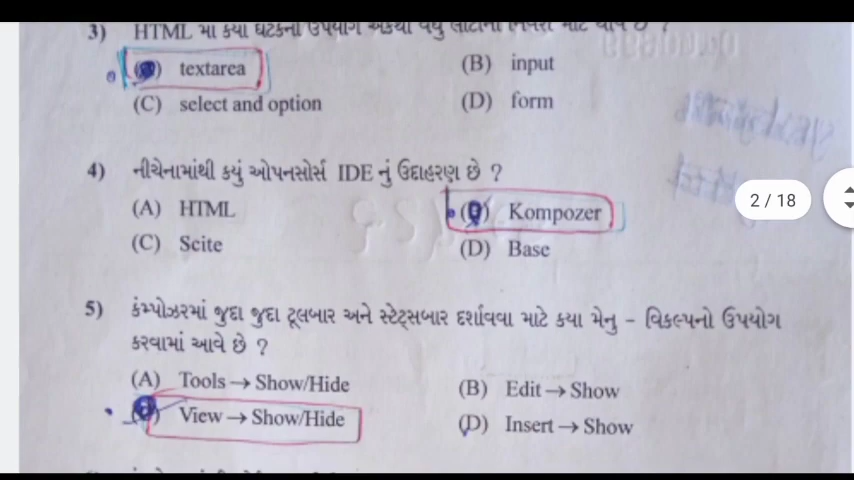 3) HTML માં કયા ઘટકનો ઉપયોગ એકથી વધુ લીટીની માટે થાય છે ?
textarea
(B) input
(C) select and option
(D) form
4) નીચેનામાંથી કયું ઓપનસોર્સ IDE નું ઉદાહરણ છે ?
(A) HTML
Kompozer
(C) Scite
(D) Base
2 / 18
5) કંમ્પોઝરમાં જુદા જુદા ટૂલબાર અને સ્ટેટ્સબાર દર્શાવવા માટે કયા મેનુ – વિકલ્પનો ઉપયોગ
કરવામાં આવે છે ?
(A) Tools → Show/Hide
(B) Edit → Show
View → Show/Hide
(D) Insert → Show